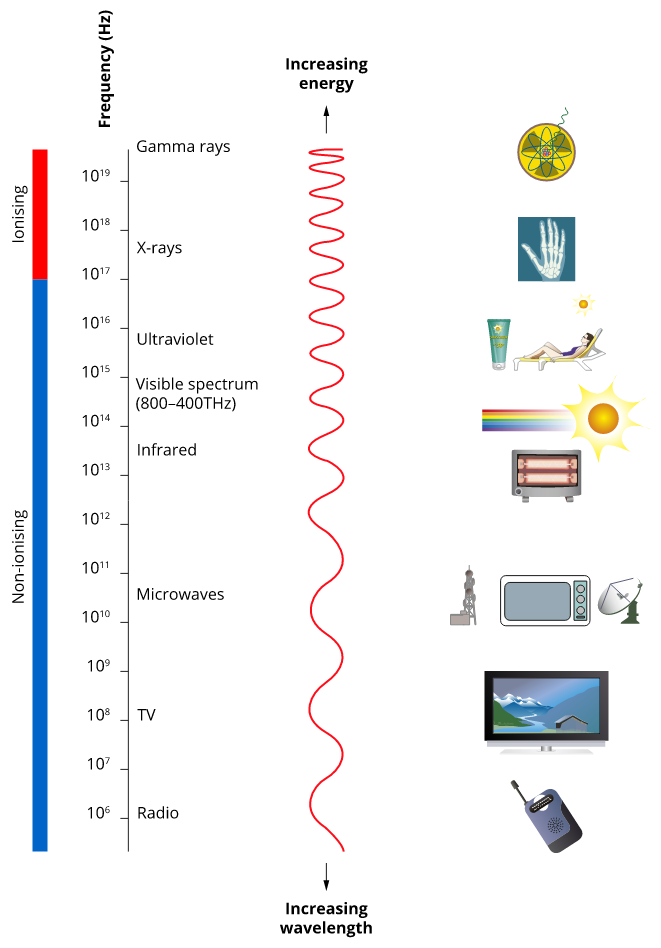 Frequency (Hz)
Increasing
energy
Ionising
Non-ionising
Gamma rays
10¹⁹
10¹⁸
X-rays
10¹⁷
10¹⁶
Ultraviolet
10¹⁵
Visible spectrum
(800–400THz)
10¹⁴
Infrared
10¹³
10¹²
10¹¹
Microwaves
10¹⁰
10⁹
10⁸
TV
10⁷
10⁶
Radio
Increasing
wavelength